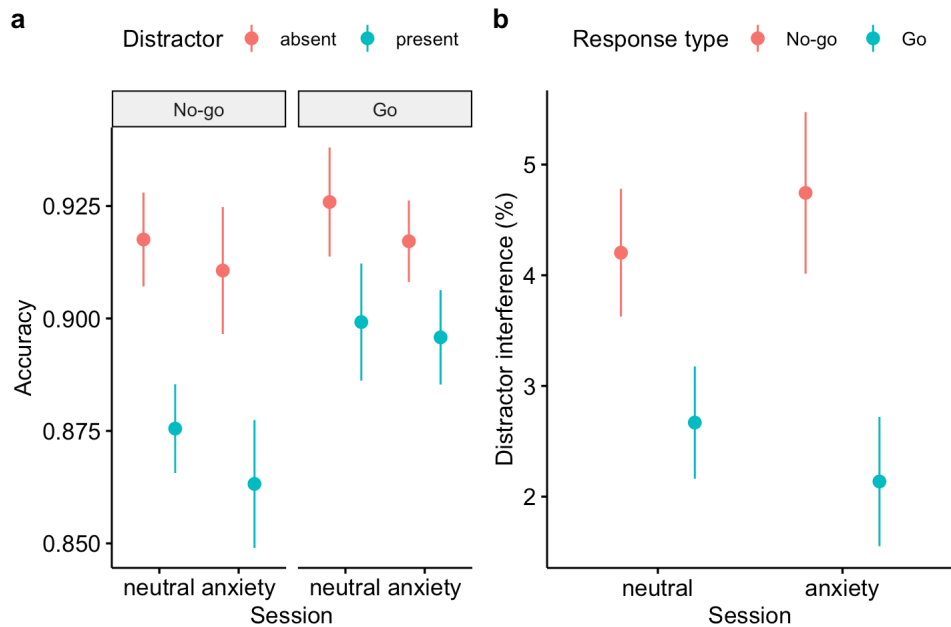 a
Distractor absent present
No-go Go
Accuracy
0.925
0.900
0.875
0.850
neutral anxiety neutral anxiety
Session
b
Response type No-go Go
Distractor interference (%)
5
4
3
2
neutral anxiety
Session